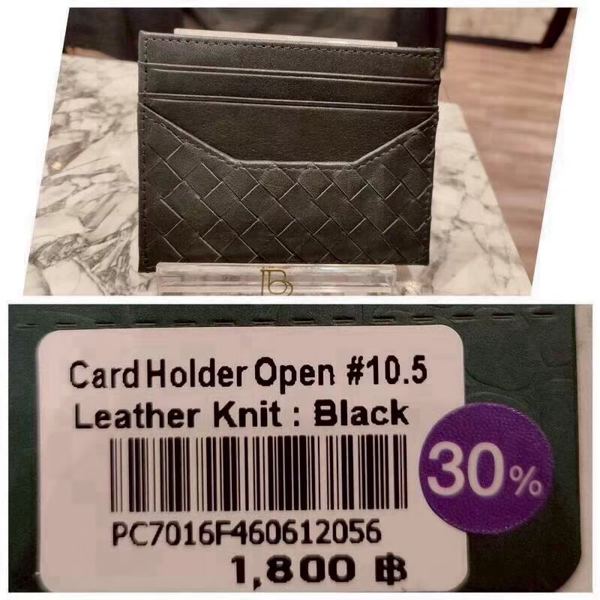 B
Card Holder Open #10.5
Leather Knit : Black
30%
PC7016F460612056
1,800 ฿